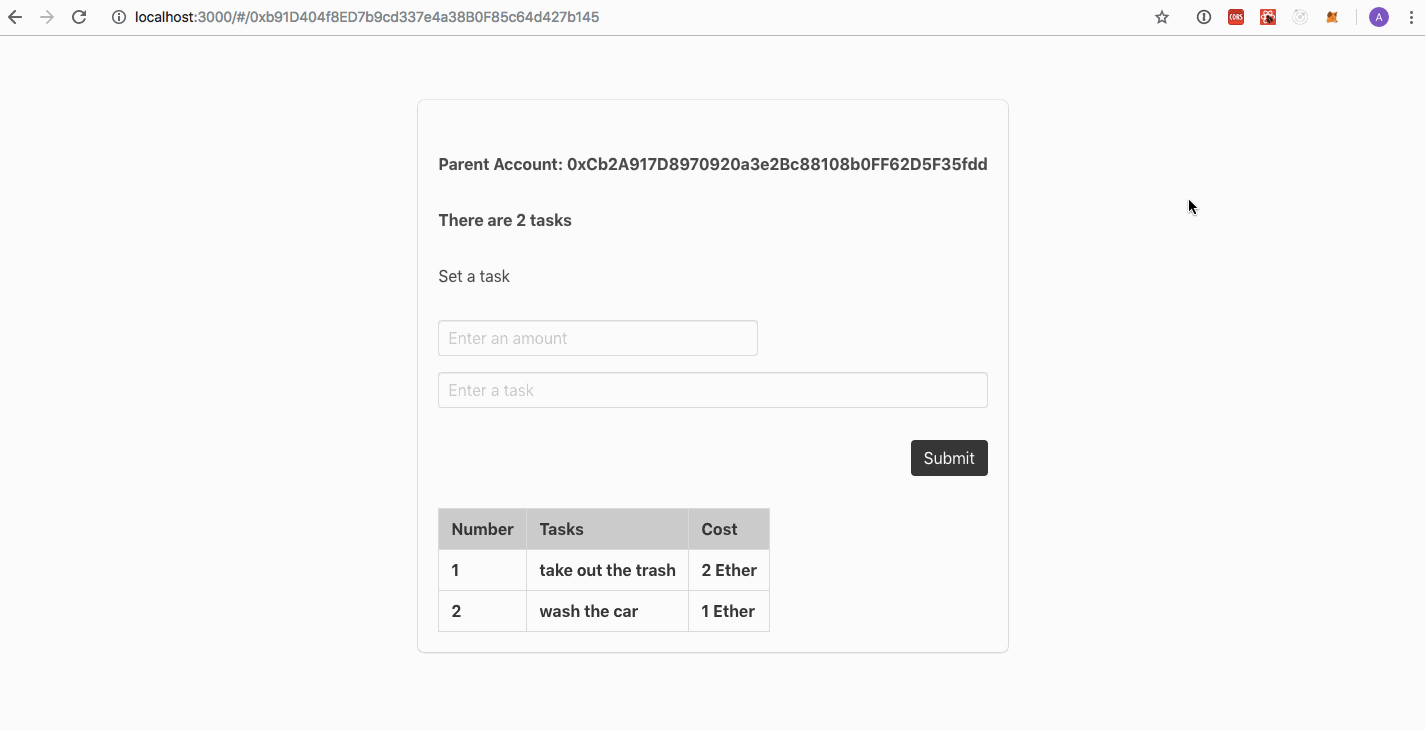 localhost:3000/#/0xb91D404f8ED7b9cd337e4a38B0F85c64d427b145
CORS
A
Parent Account: 0xCb2A917D8970920a3e2Bc88108b0FF62D5F35fdd
There are 2 tasks
Set a task
Enter an amount
Enter a task
Submit
Number Tasks Cost
1 take out the trash 2 Ether
2 wash the car 1 Ether